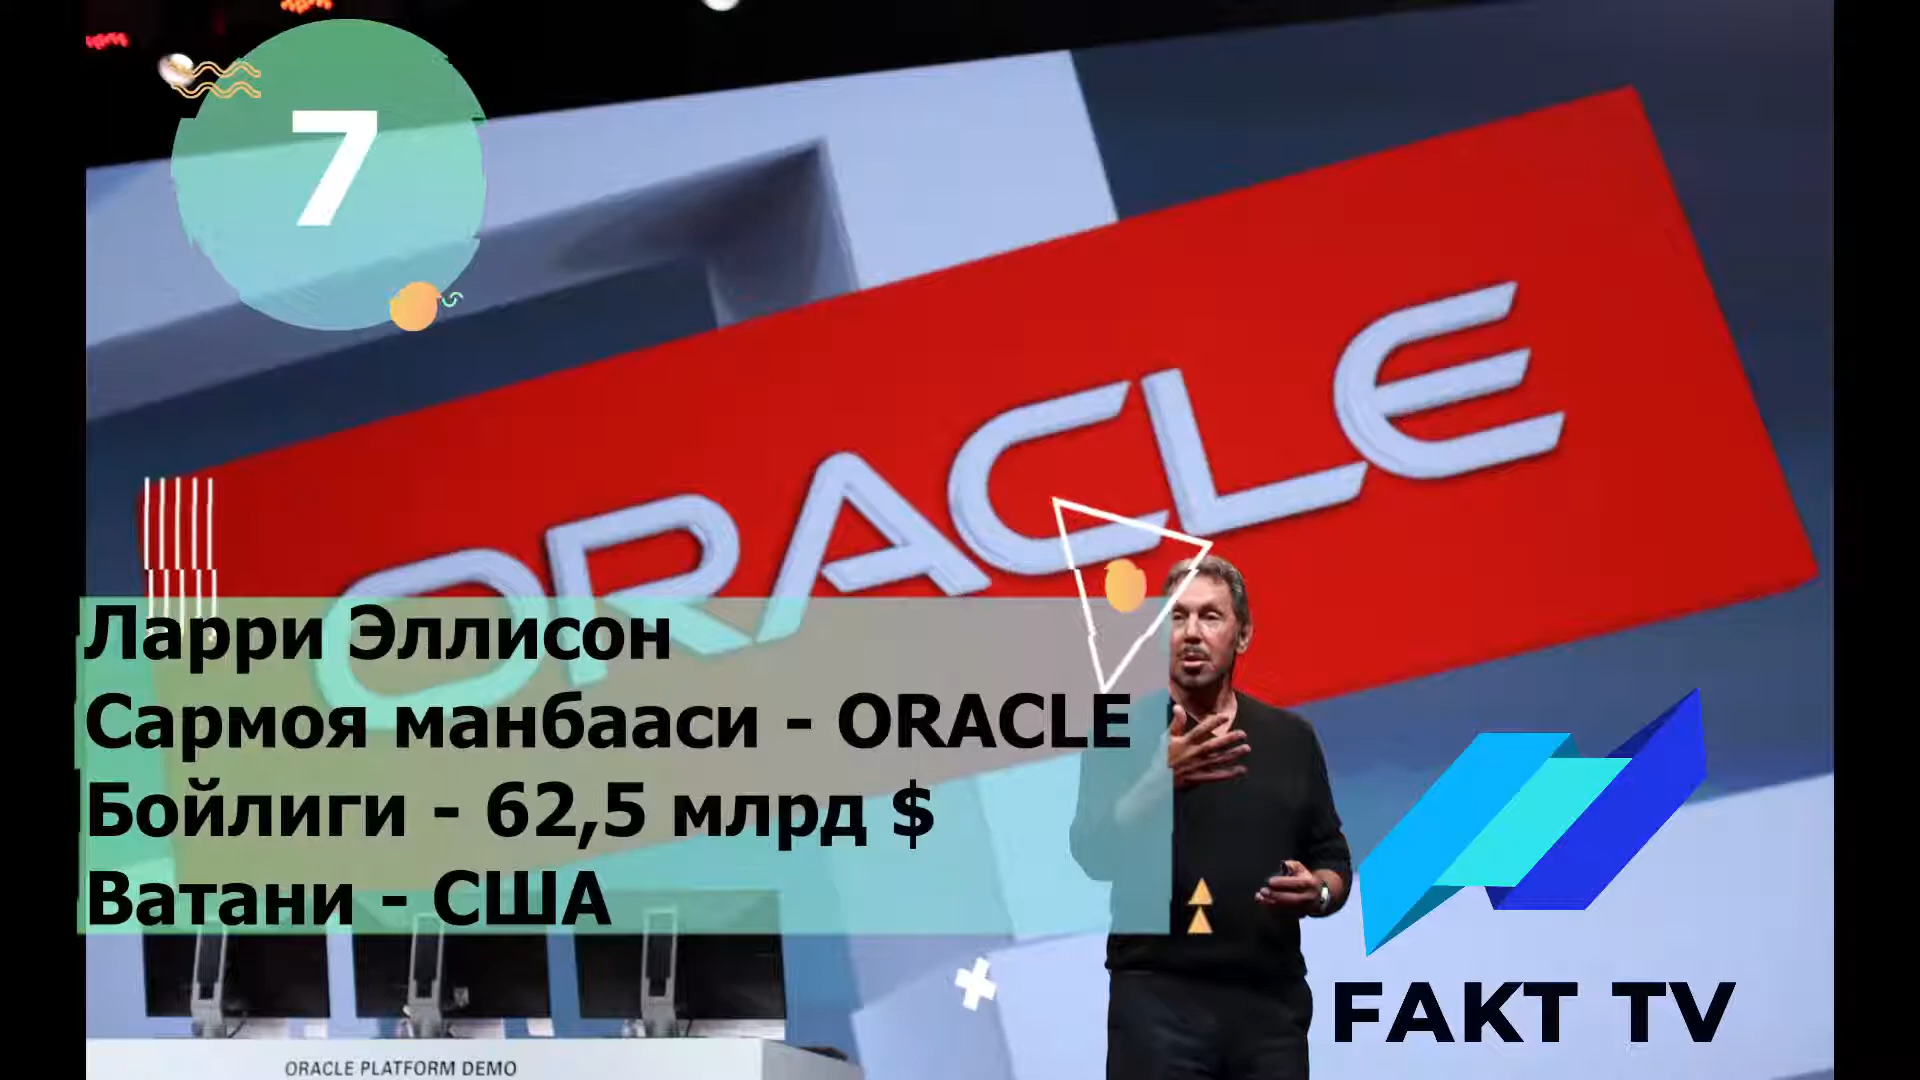 7
ORACLE
Ларри Эллисон
Сармоя манбааси - ORACLE
Бойлиги - 62,5 млрд $
Ватани - США
FAKT TV
ORACLE PLATFORM DEMO